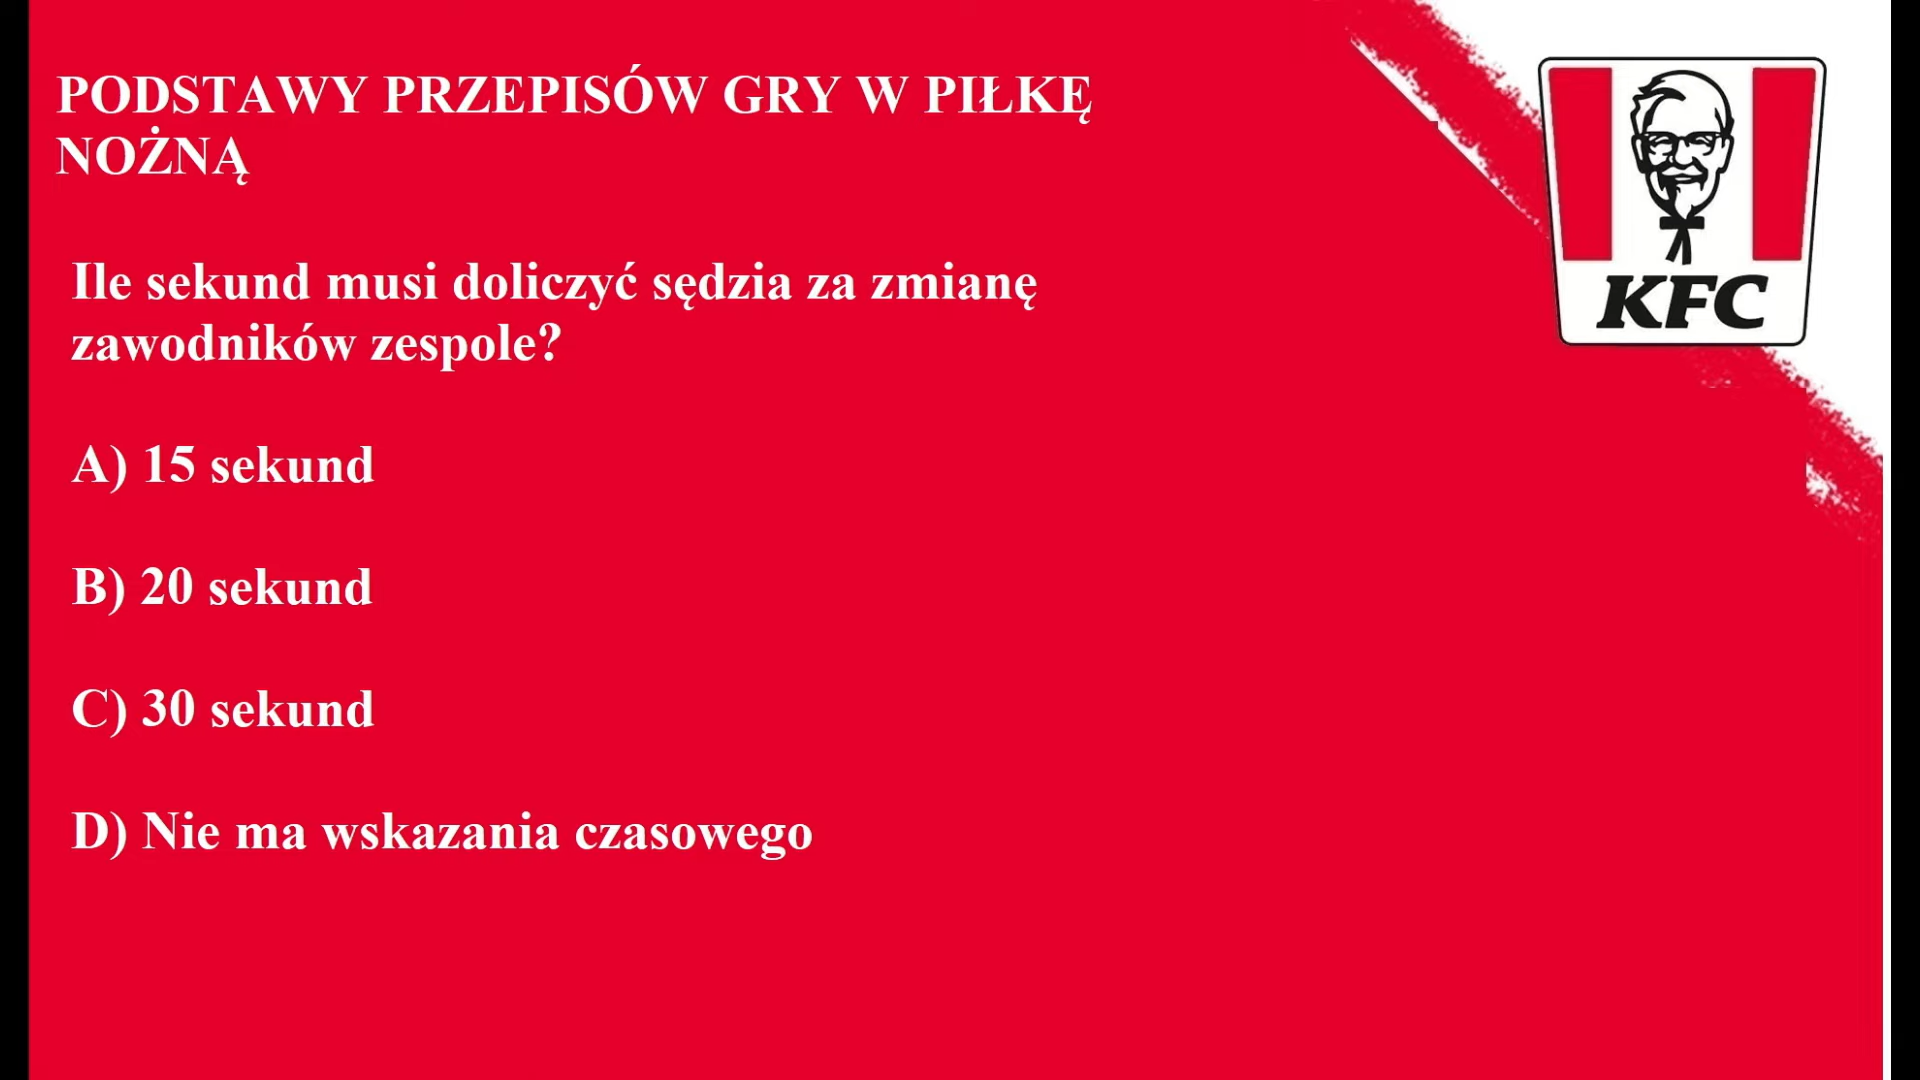 PODSTAWY PRZEPISÓW GRY W PIŁKĘ
NOŻNĄ
Ile sekund musi doliczyć sędzia za zmianę
zawodników zespole?
A) 15 sekund
B) 20 sekund
C) 30 sekund
D) Nie ma wskazania czasowego
KFC